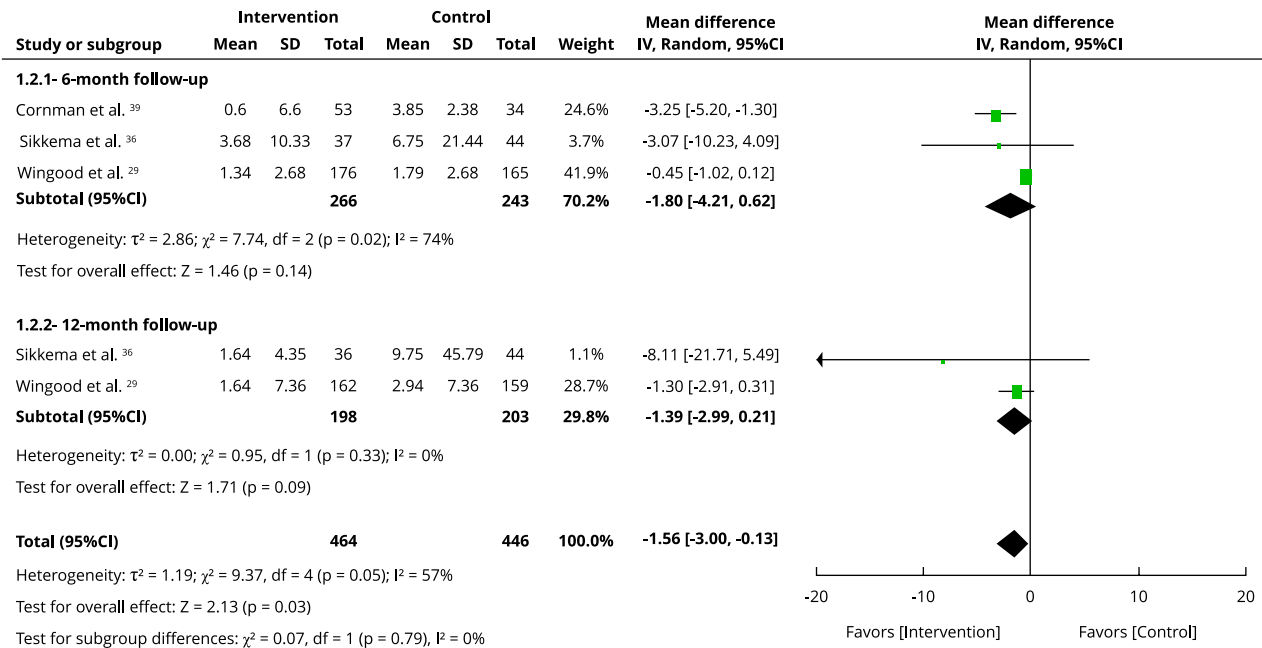 Intervention Control Mean difference Mean difference
Study or subgroup Mean SD Total Mean SD Total Weight IV, Random, 95%CI IV, Random, 95%CI
1.2.1- 6-month follow-up
Cornman et al. ³⁹ 0.6 6.6 53 3.85 2.38 34 24.6% -3.25 [-5.20, -1.30]
Sikkema et al. ³⁶ 3.68 10.33 37 6.75 21.44 44 3.7% -3.07 [-10.23, 4.09]
Wingood et al. ²⁹ 1.34 2.68 176 1.79 2.68 165 41.9% -0.45 [-1.02, 0.12]
Subtotal (95%CI) 266 243 70.2% -1.80 [-4.21, 0.62]
Heterogeneity: τ² = 2.86; χ² = 7.74, df = 2 (p = 0.02); I² = 74%
Test for overall effect: Z = 1.46 (p = 0.14)
1.2.2- 12-month follow-up
Sikkema et al. ³⁶ 1.64 4.35 36 9.75 45.79 44 1.1% -8.11 [-21.71, 5.49]
Wingood et al. ²⁹ 1.64 7.36 162 2.94 7.36 159 28.7% -1.30 [-2.91, 0.31]
Subtotal (95%CI) 198 203 29.8% -1.39 [-2.99, 0.21]
Heterogeneity: τ² = 0.00; χ² = 0.95, df = 1 (p = 0.33); I² = 0%
Test for overall effect: Z = 1.71 (p = 0.09)
Total (95%CI) 464 446 100.0% -1.56 [-3.00, -0.13]
Heterogeneity: τ² = 1.19; χ² = 9.37, df = 4 (p = 0.05); I² = 57%
Test for overall effect: Z = 2.13 (p = 0.03)
Test for subgroup differences: χ² = 0.07, df = 1 (p = 0.79), I² = 0%
-20 -10 0 10 20
Favors [Intervention] Favors [Control]